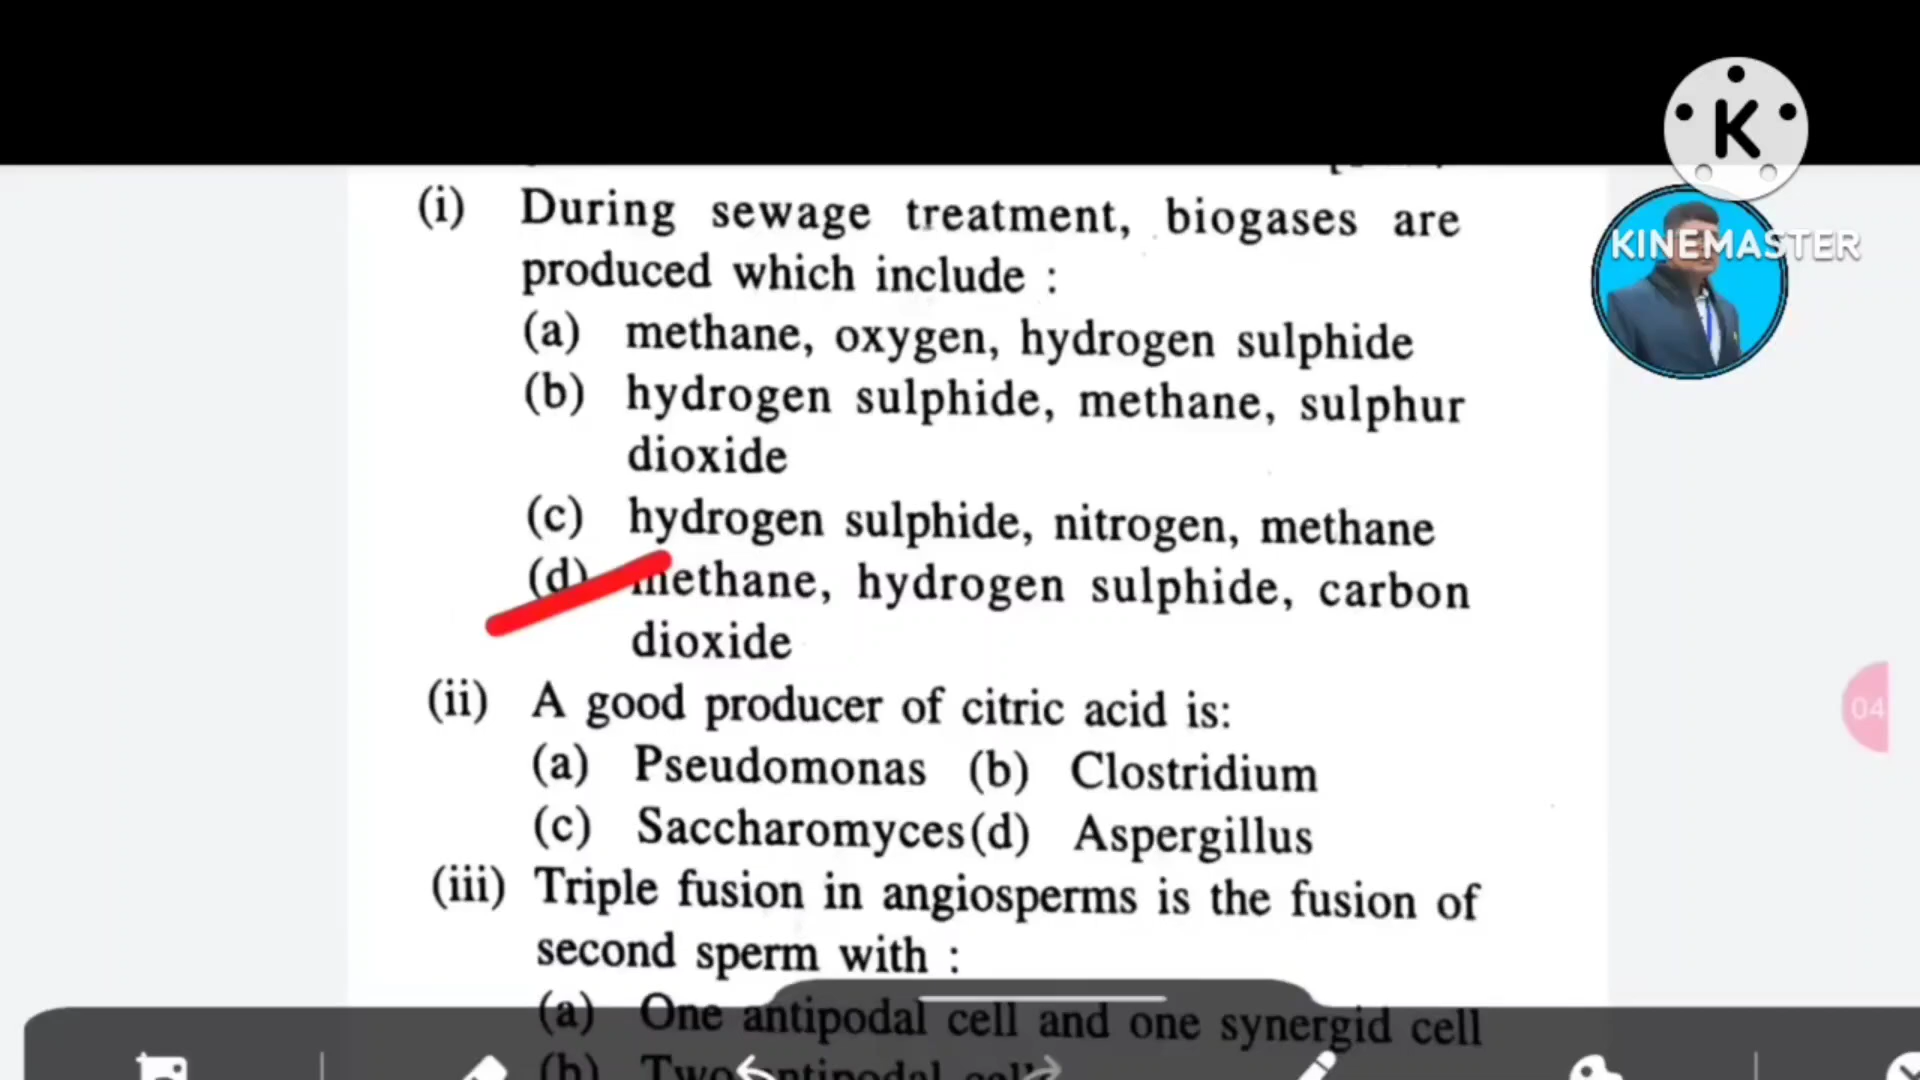 K
KINEMASTER
(i) During sewage treatment, biogases are
produced which include :
(a) methane, oxygen, hydrogen sulphide
(b) hydrogen sulphide, methane, sulphur
dioxide
(c) hydrogen sulphide, nitrogen, methane
(d) methane, hydrogen sulphide, carbon
dioxide
(ii) A good producer of citric acid is:
(a) Pseudomonas (b) Clostridium
04
(c) Saccharomyces (d) Aspergillus
(iii) Triple fusion in angiosperms is the fusion of
second sperm with :
(a) One antipodal cell and one synergid cell
(b) Two antipodal